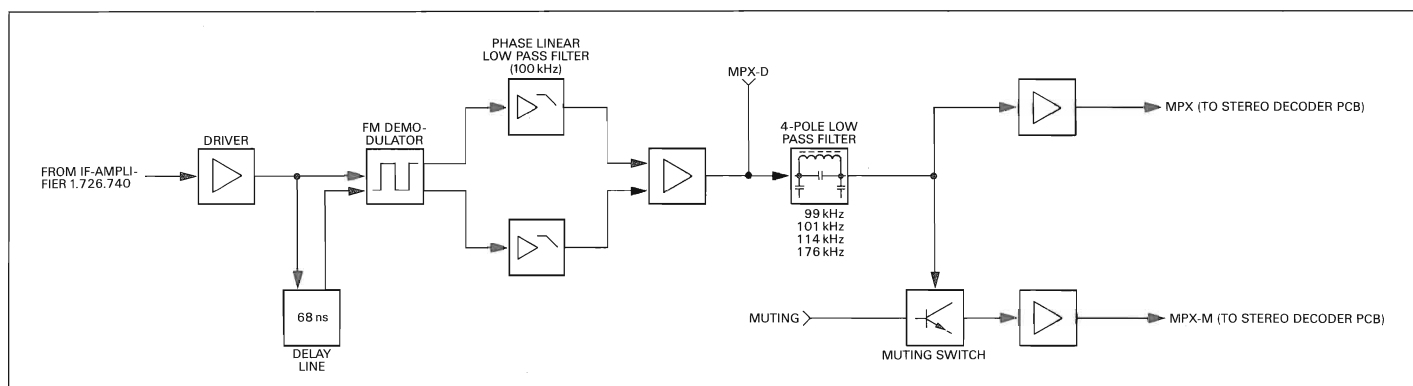 PHASE LINEAR
LOW PASS FILTER
(100 kHz)
MPX-D
4-POLE LOW
PASS FILTER
MPX (TO STEREO DECODER PCB)
DRIVER
FM DEMO-
DULATOR
FROM IF-AMPLI-
FIER 1.726.740
99 kHz
101 kHz
114 kHz
176 kHz
68 ns
DELAY
LINE
MUTING
MUTING SWITCH
MPX-M (TO STEREO DECODER PCB)